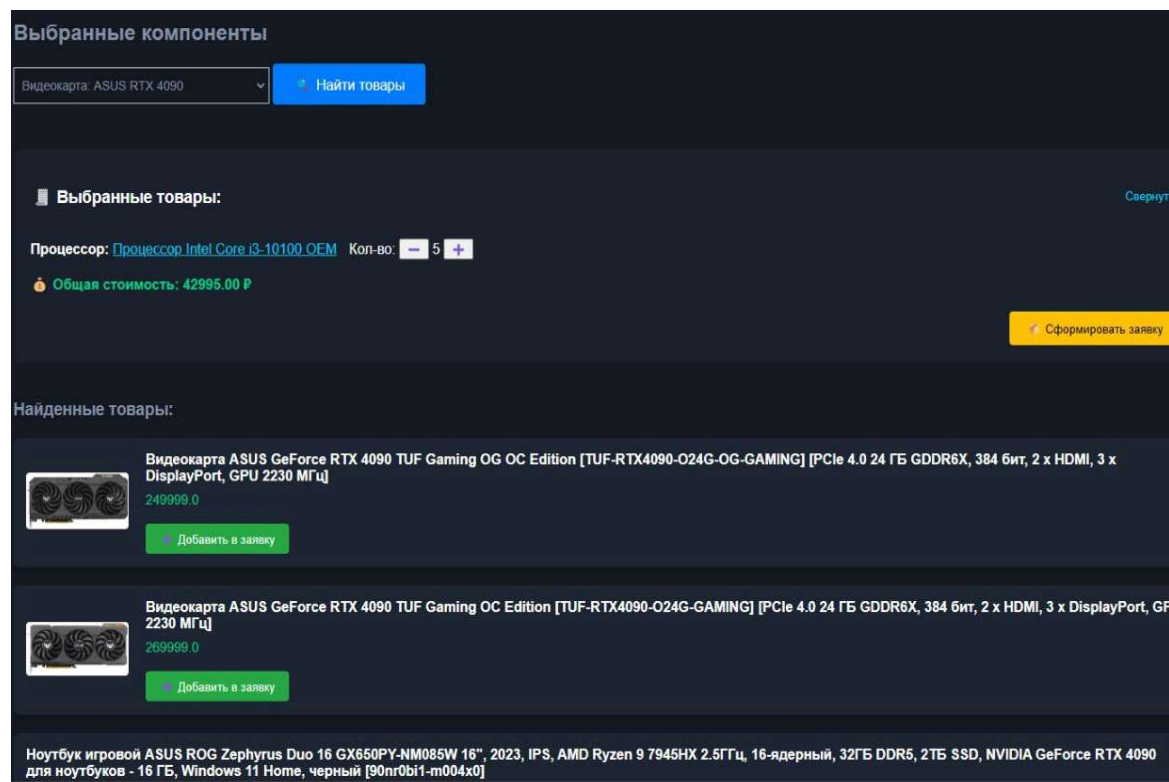 Выбранные компоненты
Видеокарта: ASUS RTX 4090
Найти товары
Выбранные товары:
Свернут
Процессор: Процессор Intel Core i3-10100 OEM Кол-во: − 5 +
Общая стоимость: 42995.00 ₽
Сформировать заявку
Найденные товары:
Видеокарта ASUS GeForce RTX 4090 TUF Gaming OG OC Edition [TUF-RTX4090-O24G-OG-GAMING] [PCIe 4.0 24 ГБ GDDR6X, 384 бит, 2 x HDMI, 3 x
DisplayPort, GPU 2230 МГц]
249999.0
Добавить в заявку
Видеокарта ASUS GeForce RTX 4090 TUF Gaming OC Edition [TUF-RTX4090-O24G-GAMING] [PCIe 4.0 24 ГБ GDDR6X, 384 бит, 2 x HDMI, 3 x DisplayPort, GP
2230 МГц]
269999.0
Добавить в заявку
Ноутбук игровой ASUS ROG Zephyrus Duo 16 GX650PY-NM085W 16", 2023, IPS, AMD Ryzen 9 7945HX 2.5ГГц, 16-ядерный, 32ГБ DDR5, 2ТБ SSD, NVIDIA GeForce RTX 4090
для ноутбуков - 16 ГБ, Windows 11 Home, черный [90nr0bi1-m004x0]